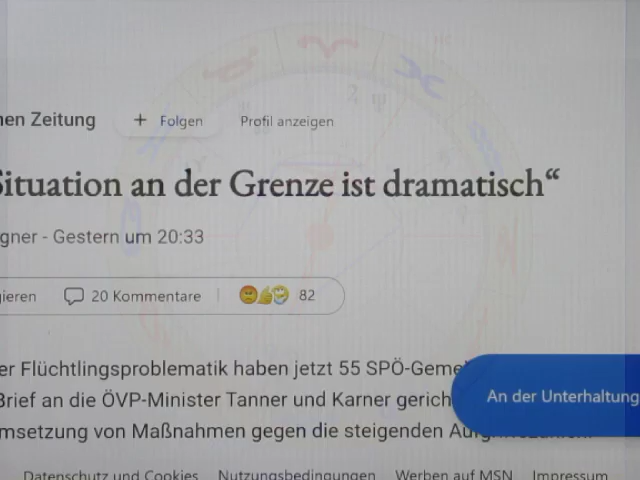 nen Zeitung + Folgen Profil anzeigen
Situation an der Grenze ist dramatisch“
gner - Gestern um 20:33
gieren 20 Kommentare 82
er Flüchtlingsproblematik haben jetzt 55 SPÖ-Geme
Brief an die ÖVP-Minister Tanner und Karner gerich
An der Unterhaltung
msetzung von Maßnahmen gegen die steigenden
Datenschutz und Cookies Nutzungsbedingungen Werben auf MSN Impressum